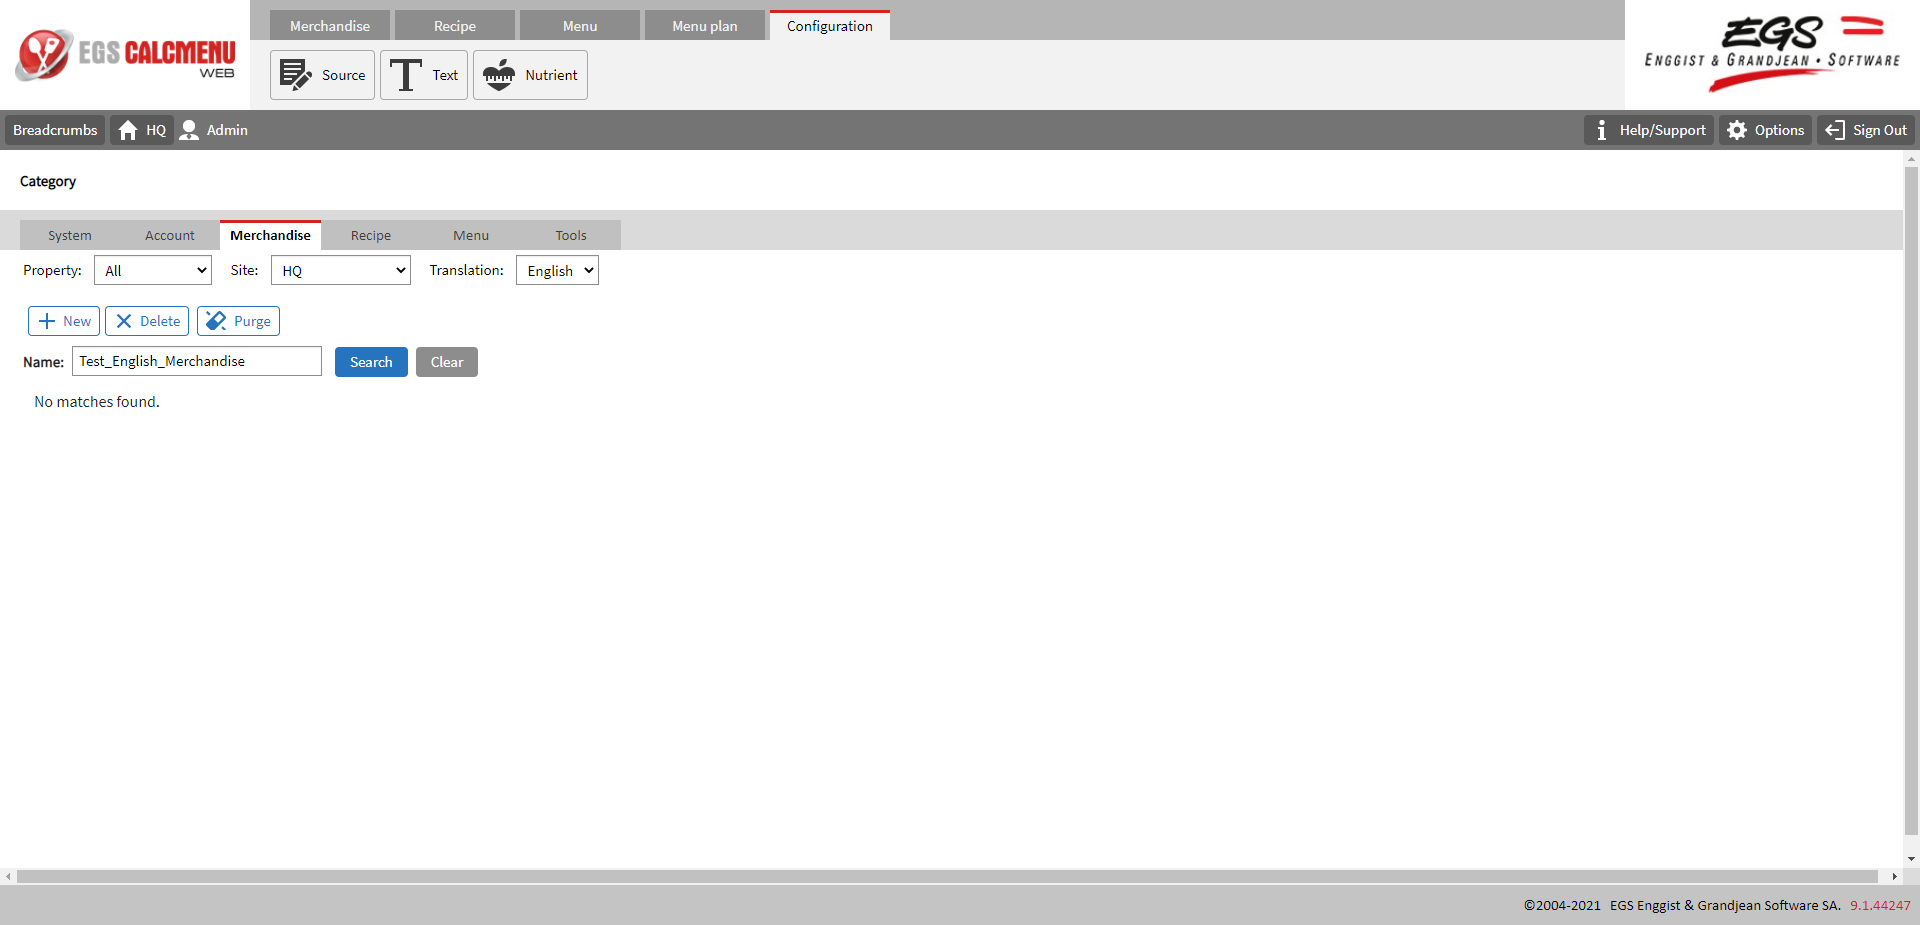 EGS CALCMENU
WEB
Merchandise Recipe Menu Menu plan Configuration
Source Text Nutrient
EGS
ENGGIST & GRANDJEAN • SOFTWARE
Breadcrumbs HQ Admin Help/Support Options Sign Out
Category
System Account Merchandise Recipe Menu Tools
Property: All Site: HQ Translation: English
New Delete Purge
Name: Test_English_Merchandise Search Clear
No matches found.
©2004-2021 EGS Enggist & Grandjean Software SA. 9.1.44247